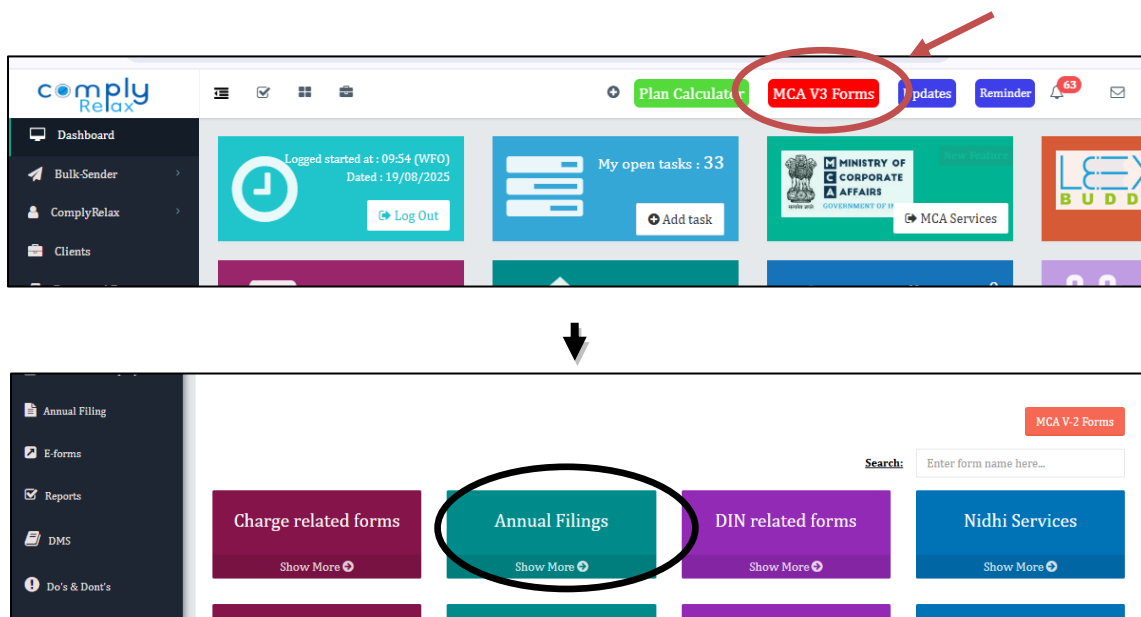 comply
Relax
Plan Calculator
MCA V3 Forms
Updates
Reminder
63
Dashboard
Bulk-Sender
ComplyRelax
Clients
Logged started at : 09:54 (WFO)
Dated : 19/08/2025
Log Out
My open tasks : 33
Add task
New Feature
MINISTRY OF
CORPORATE
AFFAIRS
GOVERNMENT OF
MCA Services
LEX
BUDD
Annual Filing
E-forms
Reports
DMS
Do's & Dont's
MCA V-2 Forms
Search:
Enter form name here...
Charge related forms
Show More
Annual Filings
Show More
DIN related forms
Show More
Nidhi Services
Show More